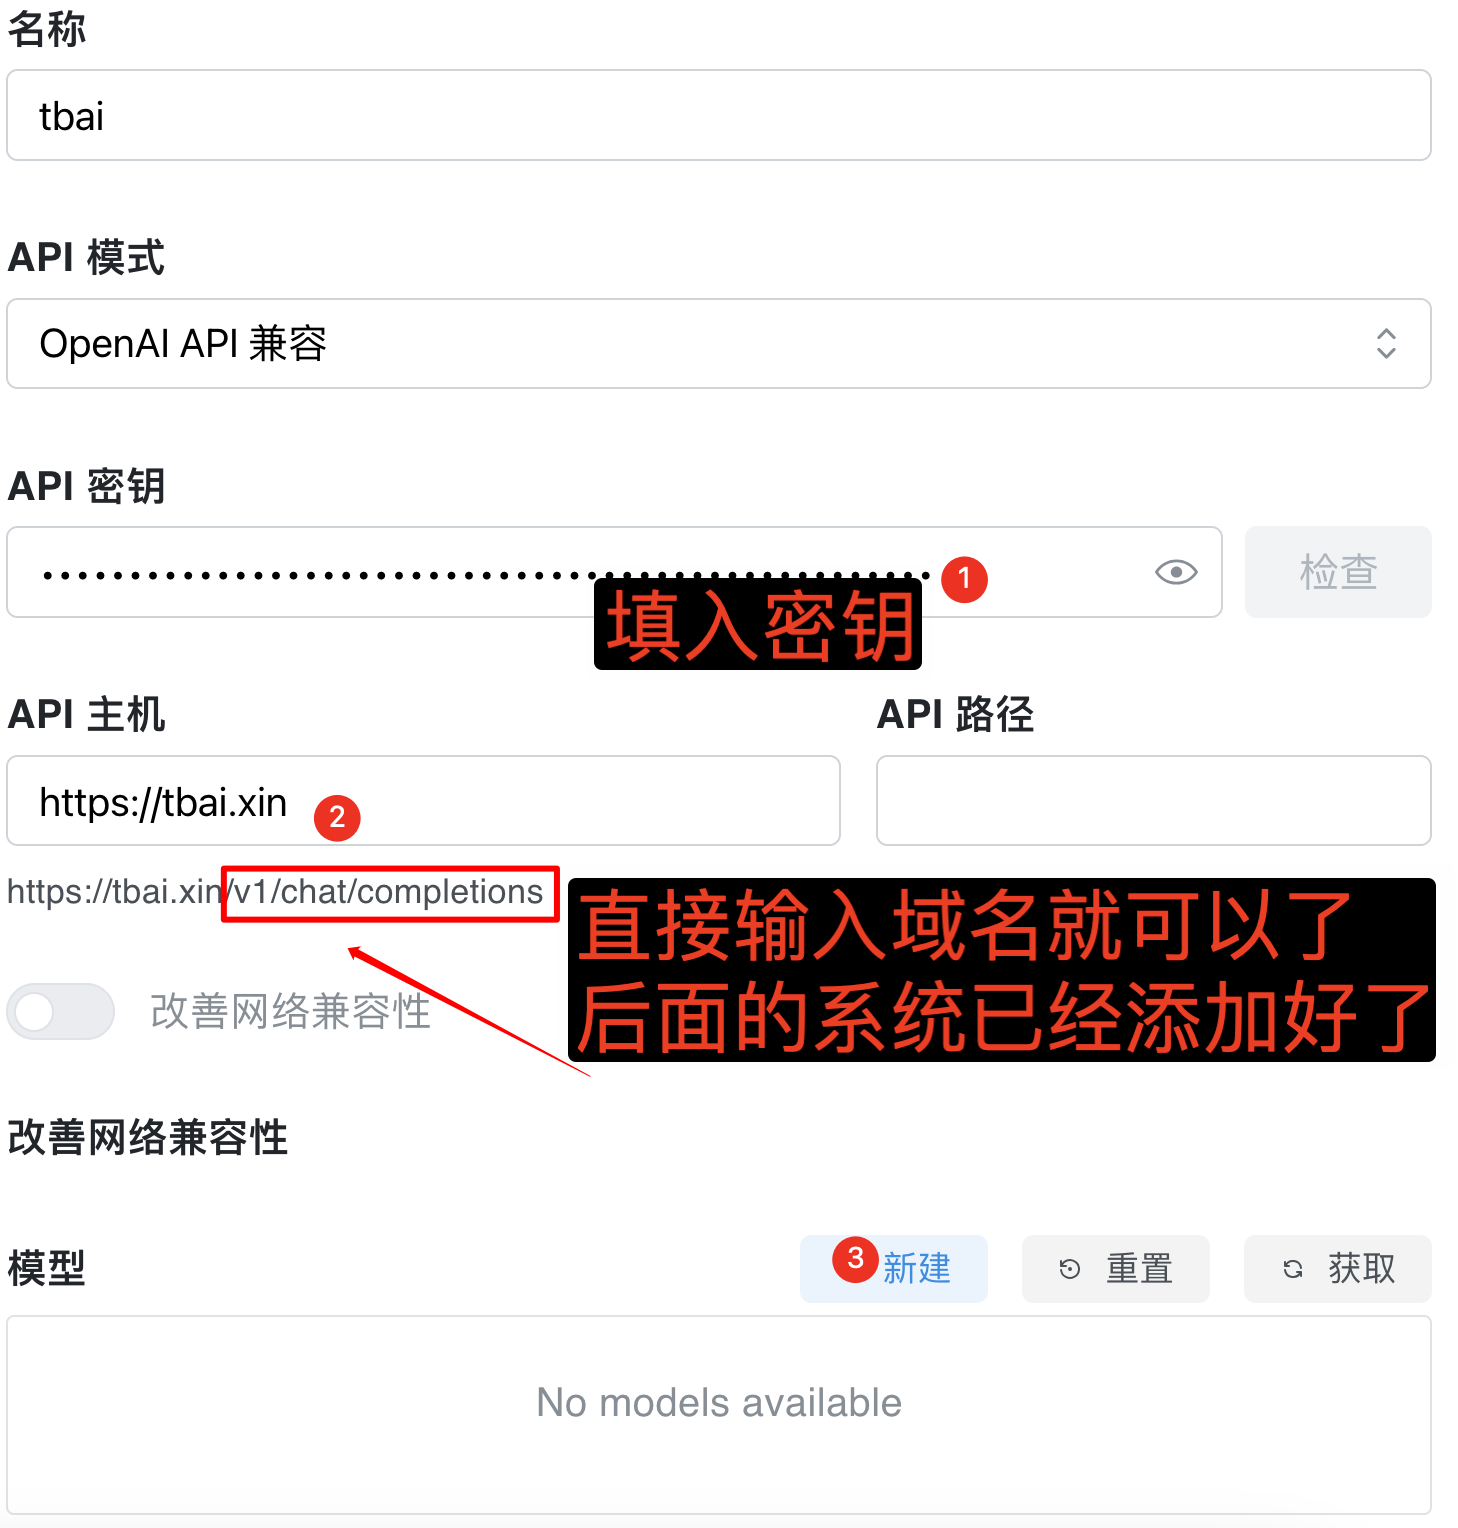 名称
tbai
API 模式
OpenAI API 兼容
API 密钥
••••••••••••••••••••••••••••••••••••••••••••••••••• 1
检查
填入密钥
API 主机
API 路径
https://tbai.xin 2
https://tbai.xin/v1/chat/completions
直接输入域名就可以了
后面的系统已经添加好了
改善网络兼容性
改善网络兼容性
模型
3 新建
重置
获取
No models available